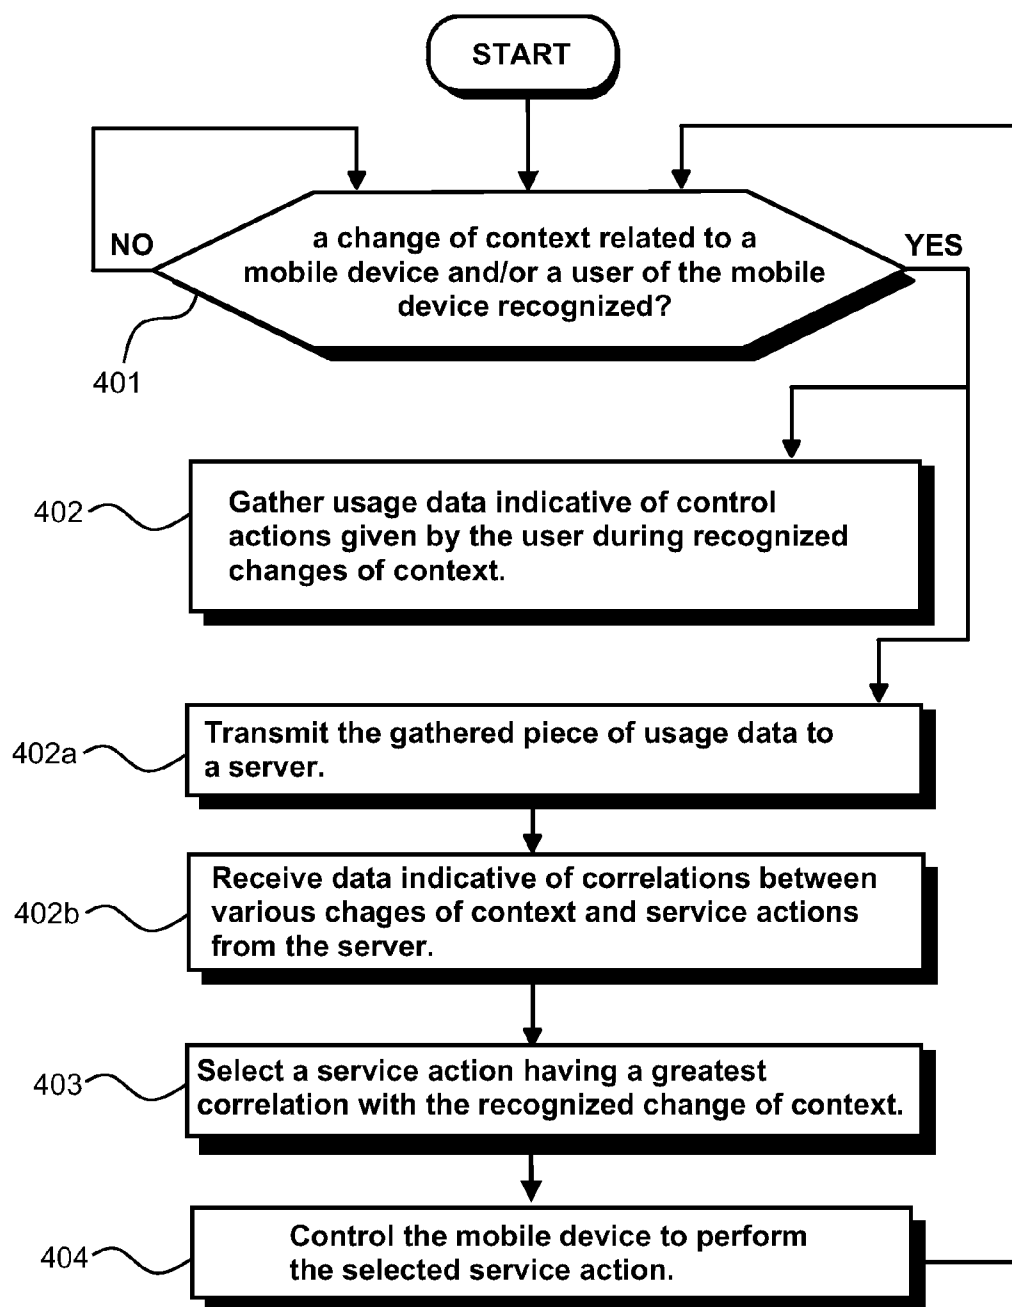 START
NO
YES
a change of context related to a
mobile device and/or a user of the mobile
device recognized?
401
402
Gather usage data indicative of control
actions given by the user during recognized
changes of context.
402a
Transmit the gathered piece of usage data to
a server.
402b
Receive data indicative of correlations between
various chages of context and service actions
from the server.
403
Select a service action having a greatest
correlation with the recognized change of context.
404
Control the mobile device to perform
the selected service action.